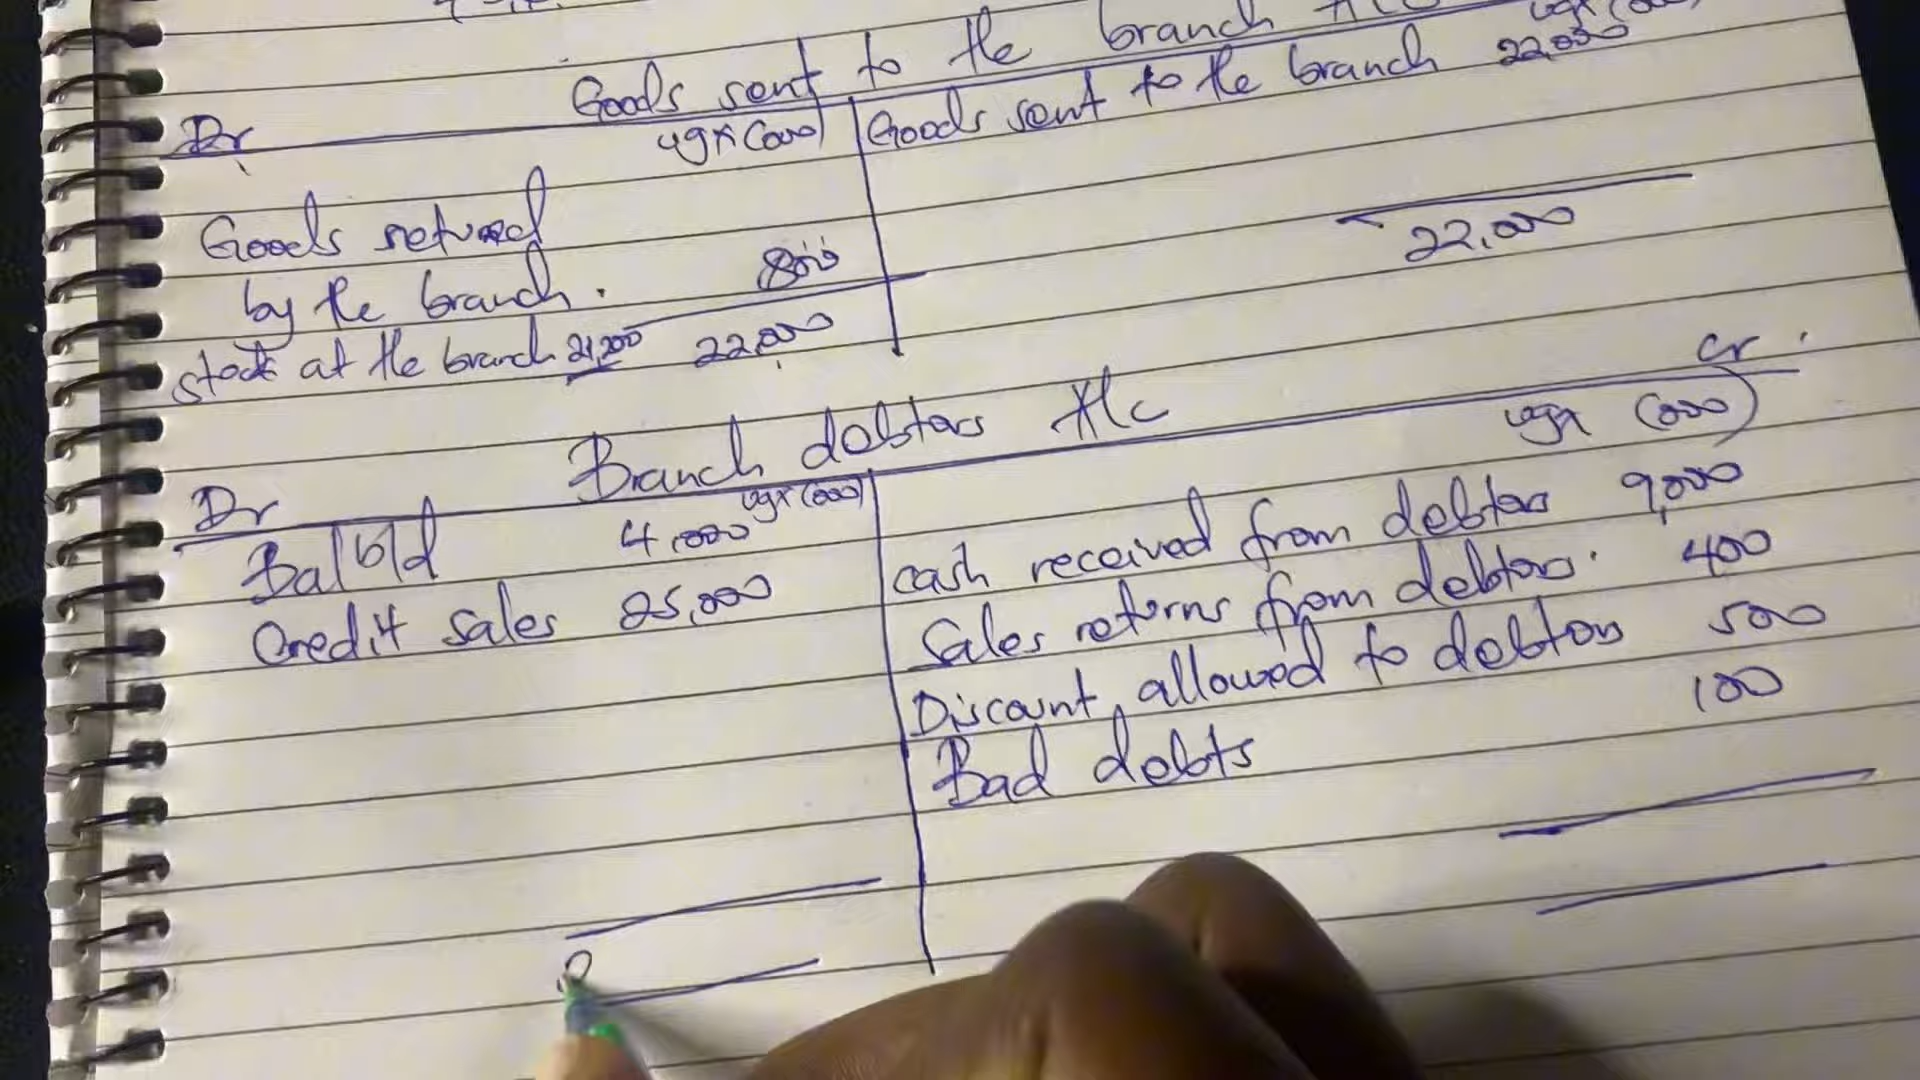 Goods sent to the branch A/c
ugx (000)
Dr
ugx (000) Goods sent to the branch 22,000
Goods returned
by the branch. 800
22,000
stock at the branch 21,200 22,000
Cr.
Branch debtors A/c
ugx (000)
Dr
ugx (000)
Bal b/d 4,000
cash received from debtors 9,000
Credit sales 25,000
Sales returns from debtors. 400
Discount allowed to debtors 500
Bad debts 100